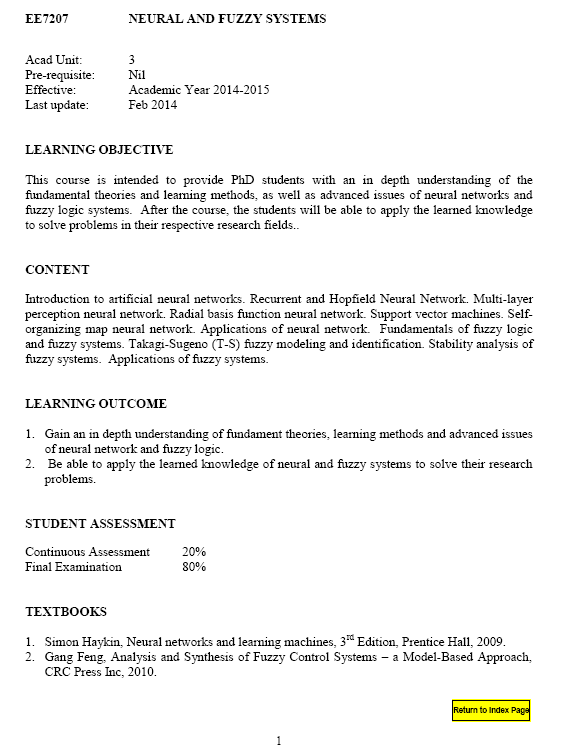 EE7207 NEURAL AND FUZZY SYSTEMS
Acad Unit: 3
Pre-requisite: Nil
Effective: Academic Year 2014-2015
Last update: Feb 2014
LEARNING OBJECTIVE
This course is intended to provide PhD students with an in depth understanding of the
fundamental theories and learning methods, as well as advanced issues of neural networks and
fuzzy logic systems. After the course, the students will be able to apply the learned knowledge
to solve problems in their respective research fields..
CONTENT
Introduction to artificial neural networks. Recurrent and Hopfield Neural Network. Multi-layer
perception neural network. Radial basis function neural network. Support vector machines. Self-
organizing map neural network. Applications of neural network. Fundamentals of fuzzy logic
and fuzzy systems. Takagi-Sugeno (T-S) fuzzy modeling and identification. Stability analysis of
fuzzy systems. Applications of fuzzy systems.
LEARNING OUTCOME
1. Gain an in depth understanding of fundament theories, learning methods and advanced issues
of neural network and fuzzy logic.
2. Be able to apply the learned knowledge of neural and fuzzy systems to solve their research
problems.
STUDENT ASSESSMENT
Continuous Assessment 20%
Final Examination 80%
TEXTBOOKS
1. Simon Haykin, Neural networks and learning machines, 3rd Edition, Prentice Hall, 2009.
2. Gang Feng, Analysis and Synthesis of Fuzzy Control Systems – a Model-Based Approach,
CRC Press Inc, 2010.
Return to Index Page
1